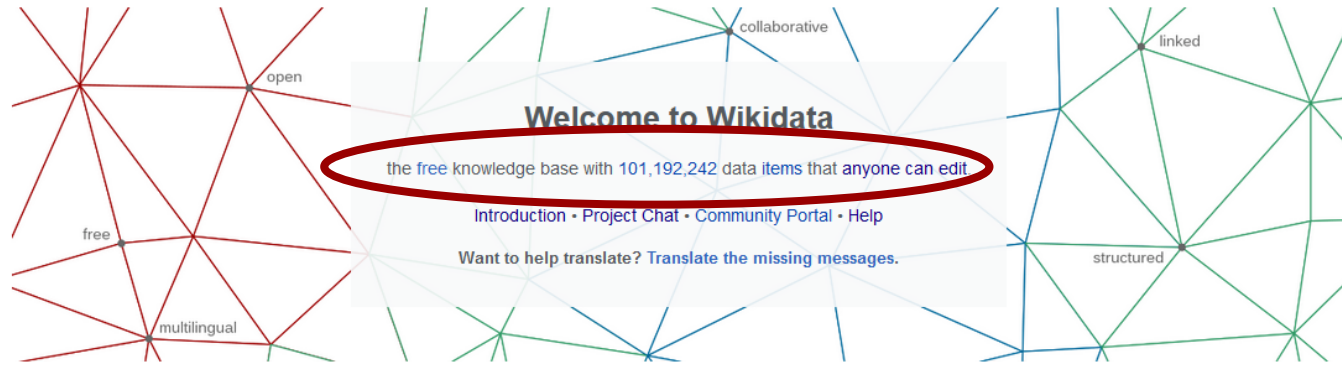 collaborative
linked
open
Welcome to Wikidata
the free knowledge base with 101,192,242 data items that anyone can edit.
Introduction • Project Chat • Community Portal • Help
free
Want to help translate? Translate the missing messages.
structured
multilingual